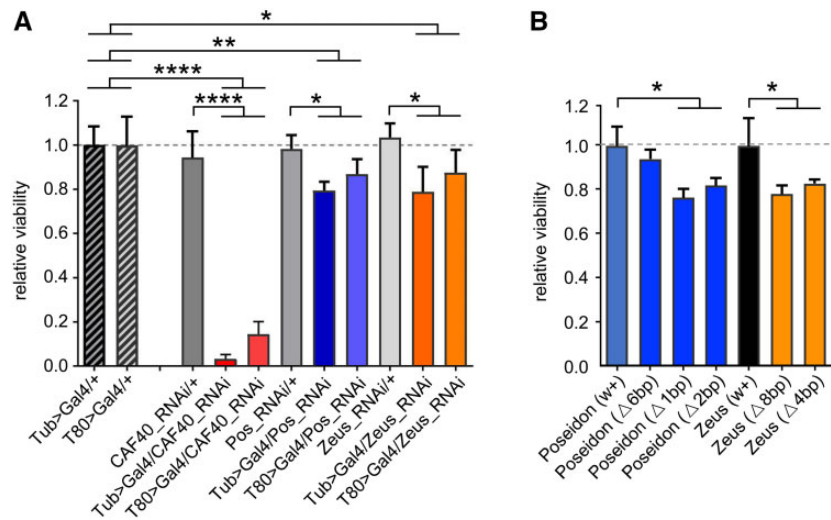 A
*
**
****
****
*
*
1.2
1.0
0.8
0.6
0.4
0.2
0.0
relative viability
Tub>Gal4/+
T80>Gal4/+
CAF40_RNAi/+
Tub>Gal4/CAF40_RNAi
T80>Gal4/CAF40_RNAi
Pos_RNAi/+
Tub>Gal4/Pos_RNAi
T80>Gal4/Pos_RNAi
Zeus_RNAi/+
Tub>Gal4/Zeus_RNAi
T80>Gal4/Zeus_RNAi
B
*
*
1.2
1.0
0.8
0.6
0.4
0.2
0.0
relative viability
Poseidon (w+)
Poseidon (△6bp)
Poseidon (△1bp)
Poseidon (△2bp)
Zeus (w+)
Zeus (△8bp)
Zeus (△4bp)